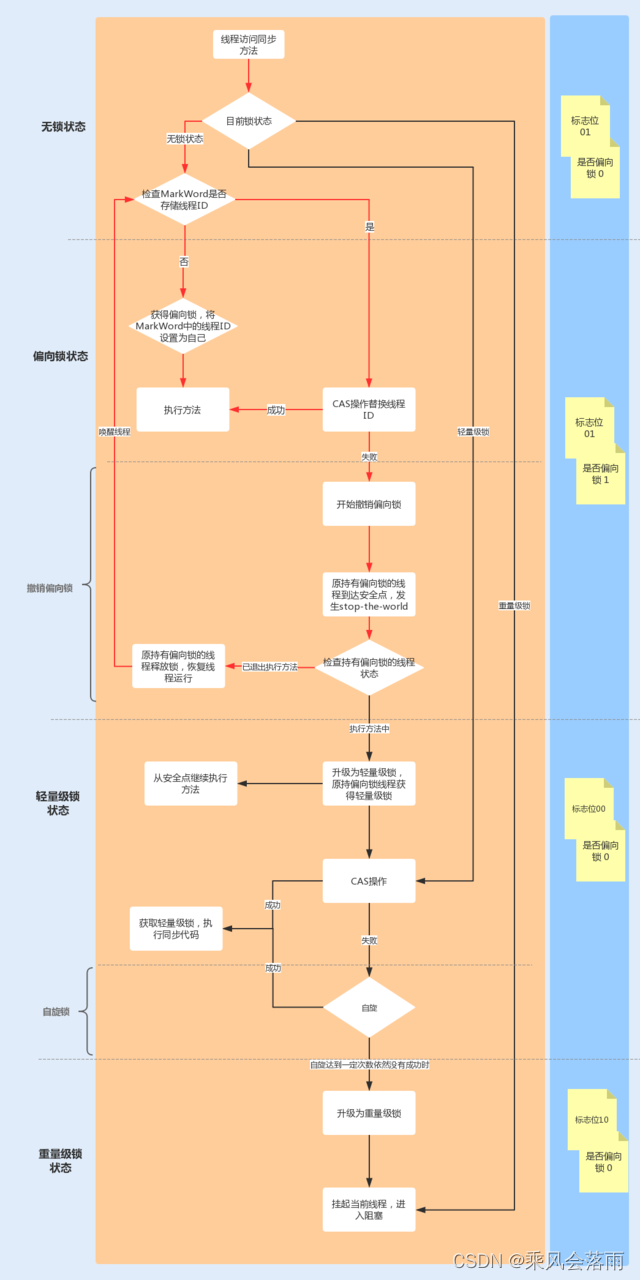 线程访问同步
方法
无锁状态
目前锁状态
标志位
01
是否偏向
锁 0
无锁状态
检查MarkWord是否
存储线程ID
是
否
获得偏向锁，将
MarkWord中的线程ID
设置为自己
偏向锁状态
执行方法
成功
CAS操作替换线程
ID
标志位
01
是否偏向
锁 1
唤醒线程
轻量级锁
失败
开始撤销偏向锁
撤销偏向锁
原持有偏向锁的线
程到达安全点，发
生stop-the-world
重量级锁
原持有偏向锁的线
程释放锁，恢复线
程运行
已退出执行方法
检查持有偏向锁的线程
状态
执行方法中
轻量级锁
状态
从安全点继续执行
方法
升级为轻量级锁，
原持偏向锁线程获
得轻量级锁
标志位00
是否偏向
锁 0
CAS操作
成功
获取轻量级锁，执
行同步代码
失败
成功
自旋锁
自旋
自旋达到一定次数依然没有成功时
升级为重量级锁
标志位10
是否偏向
锁 0
重量级锁
状态
挂起当前线程，进
入阻塞
CSDN @乘风会落雨